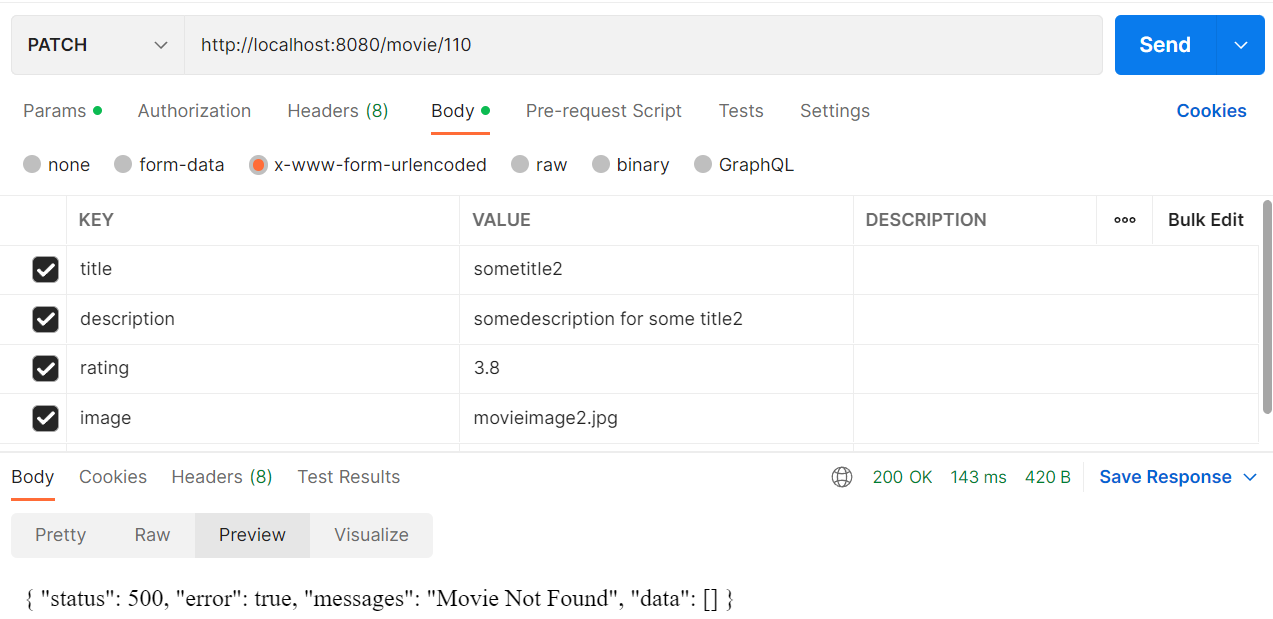 PATCH http://localhost:8080/movie/110 Send
Params Authorization Headers (8) Body Pre-request Script Tests Settings Cookies
none form-data x-www-form-urlencoded raw binary GraphQL
KEY VALUE DESCRIPTION ooo Bulk Edit
title sometitle2
description somedescription for some title2
rating 3.8
image movieimage2.jpg
Body Cookies Headers (8) Test Results 200 OK 143 ms 420 B Save Response
Pretty Raw Preview Visualize
{ "status": 500, "error": true, "messages": "Movie Not Found", "data": [] }